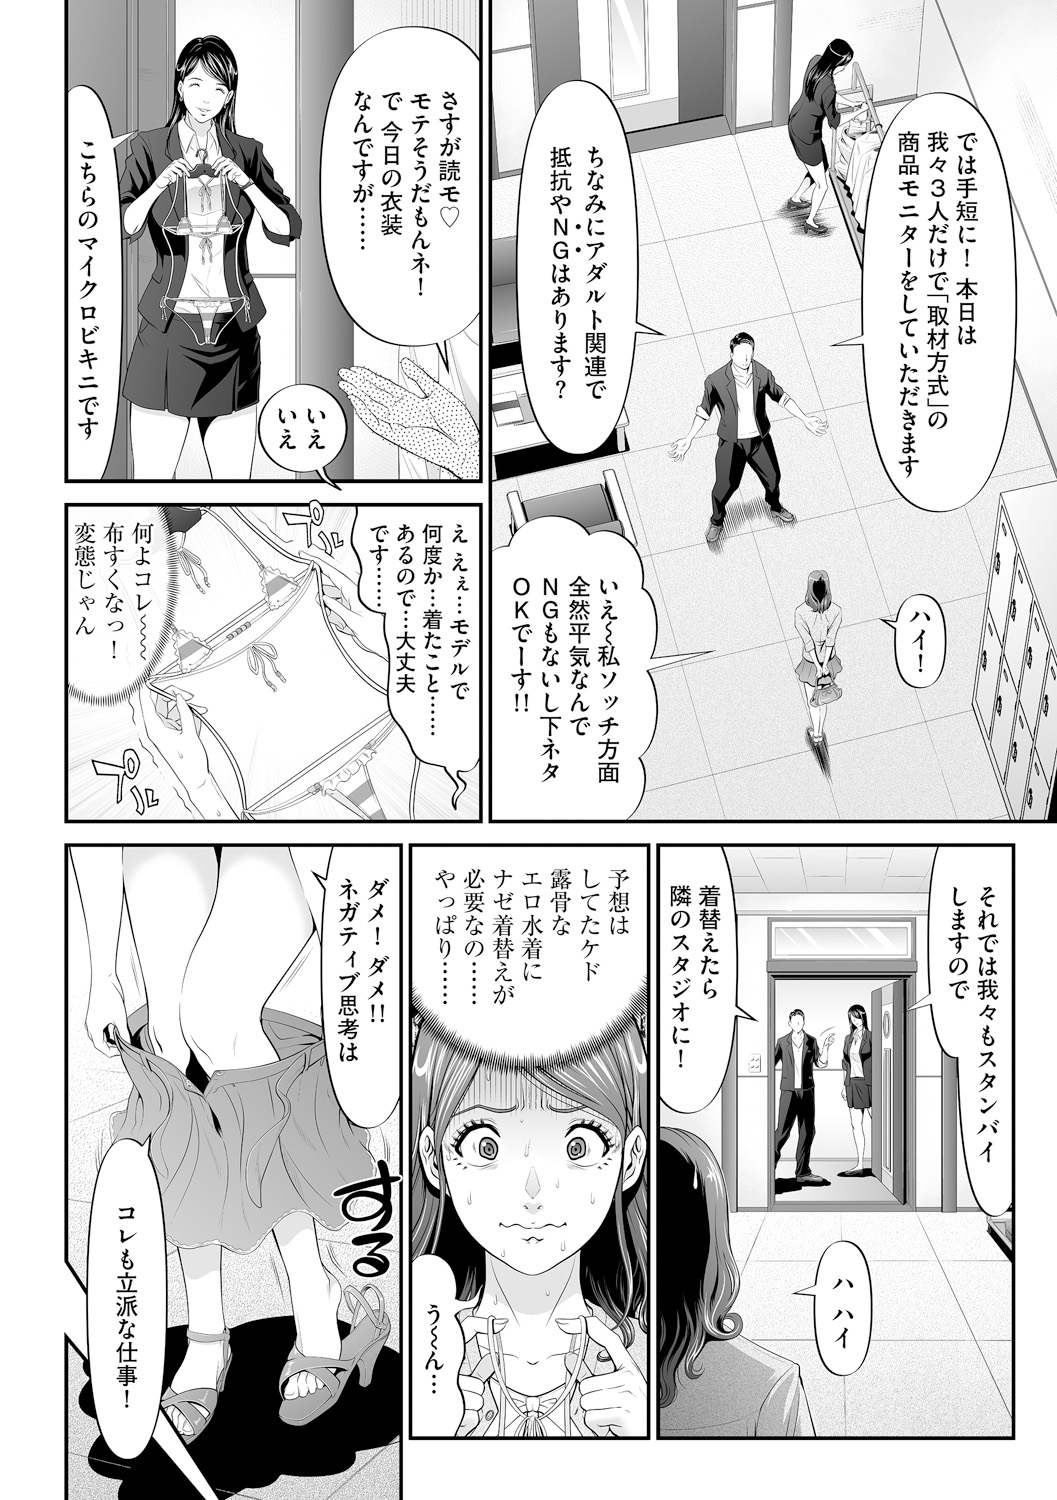 では手短に！本日は
我々３人だけで「取材方式」の
商品モニターをしていただきます
ハイ！
ちなみにアダルト関連で
抵抗やＮＧはあります？
いえ〜私ソッチ方面
全然平気なんで
ＮＧもないし下ネタ
ＯＫでーす!!
さすが読モ♡
モテそうだもんネ！
で今日の衣装
なんですが……
いえ
いえ
こちらのマイクロビキニです
え えぇ…モデルで
何度か…着たこと……
あるので…大丈夫
です……
ペル
何よコレ〜〜
布すくなっ！
変態じゃん
ペル
それでは我々もスタンバイ
しますので
着替えたら
隣のスタジオに！
ハ ハイ
予想は
してたケド
露骨な
エロ水着に
ナゼ着替えが
必要なの……
やっぱり……
う〜ん…
ダメ！ダメ!!
ネガティブ思考は
する
コレも立派な仕事！